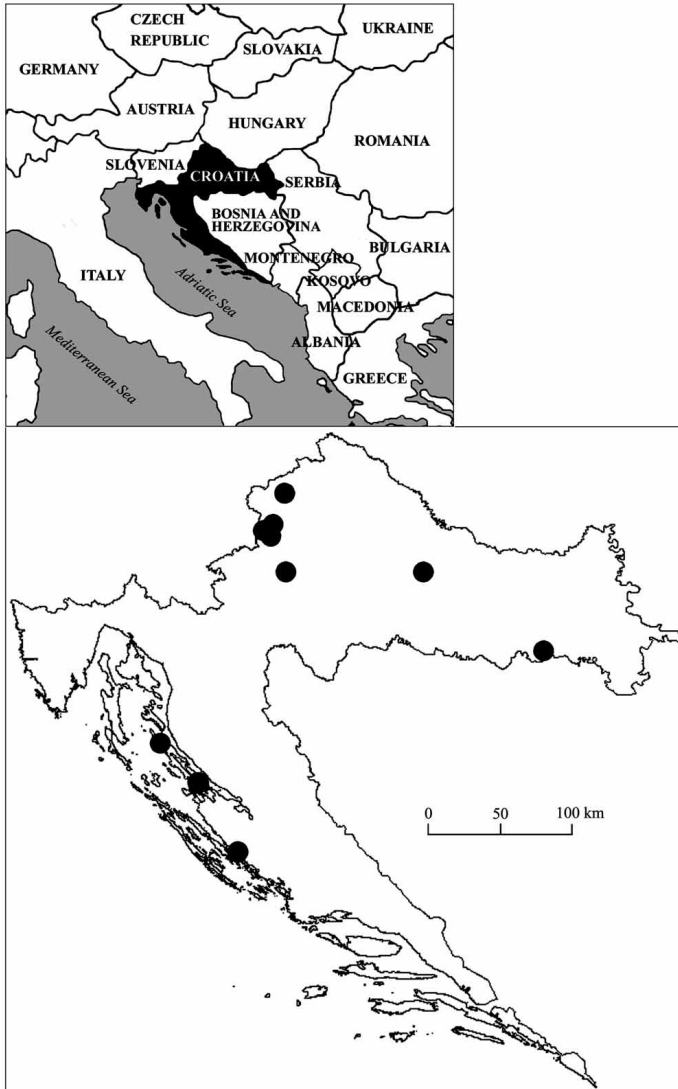 CZECH
REPUBLIC
UKRAINE
SLOVAKIA
GERMANY
AUSTRIA
HUNGARY
ROMANIA
SLOVENIA
CROATIA
SERBIA
BOSNIA AND
HERZEGOVINA
BULGARIA
MONTENEGRO
ITALY
KOSOVO
Adriatic Sea
MACEDONIA
ALBANIA
Mediterranean Sea
GREECE
0 50 100 km